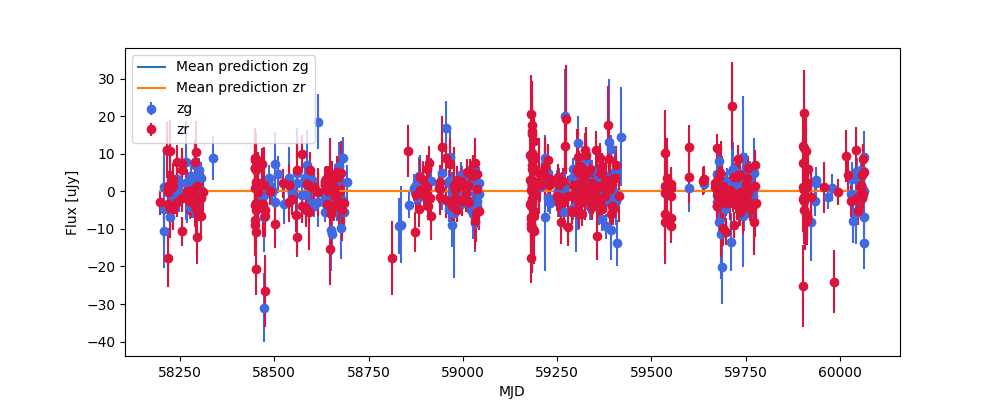 Mean prediction zg
Mean prediction zr
zg
zr
30
20
10
0
−10
−20
−30
−40
Flux [uJy]
58250 58500 58750 59000 59250 59500 59750 60000
MJD